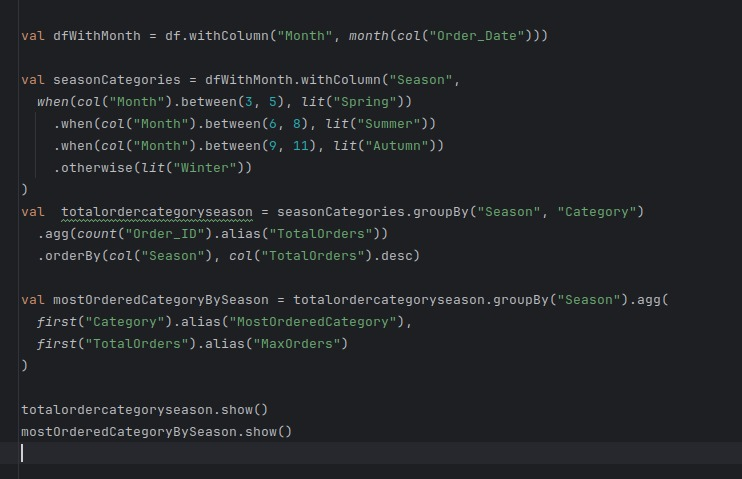 val dfWithMonth = df.withColumn("Month", month(col("Order_Date")))
val seasonCategories = dfWithMonth.withColumn("Season",
when(col("Month").between(3, 5), lit("Spring"))
.when(col("Month").between(6, 8), lit("Summer"))
.when(col("Month").between(9, 11), lit("Autumn"))
.otherwise(lit("Winter"))
)
val  totalordercategoryseason = seasonCategories.groupBy("Season", "Category")
.agg(count("Order_ID").alias("TotalOrders"))
.orderBy(col("Season"), col("TotalOrders").desc)
val mostOrderedCategoryBySeason = totalordercategoryseason.groupBy("Season").agg(
first("Category").alias("MostOrderedCategory"),
first("TotalOrders").alias("MaxOrders")
)
totalordercategoryseason.show()
mostOrderedCategoryBySeason.show()